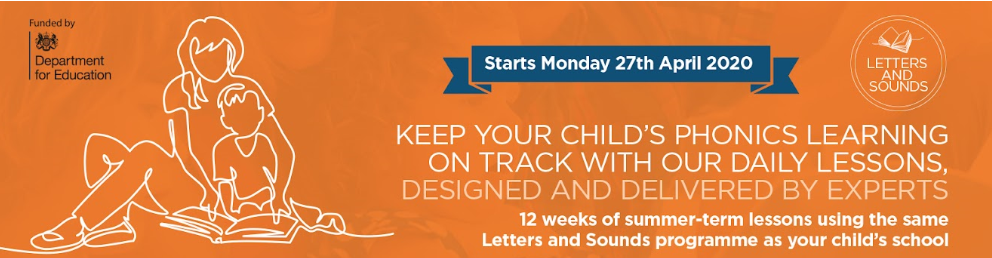 Funded by
Department
for Education
Starts Monday 27th April 2020
LETTERS
AND
SOUNDS
KEEP YOUR CHILD'S PHONICS LEARNING
ON TRACK WITH OUR DAILY LESSONS,
DESIGNED AND DELIVERED BY EXPERTS
12 weeks of summer-term lessons using the same
Letters and Sounds programme as your child's school